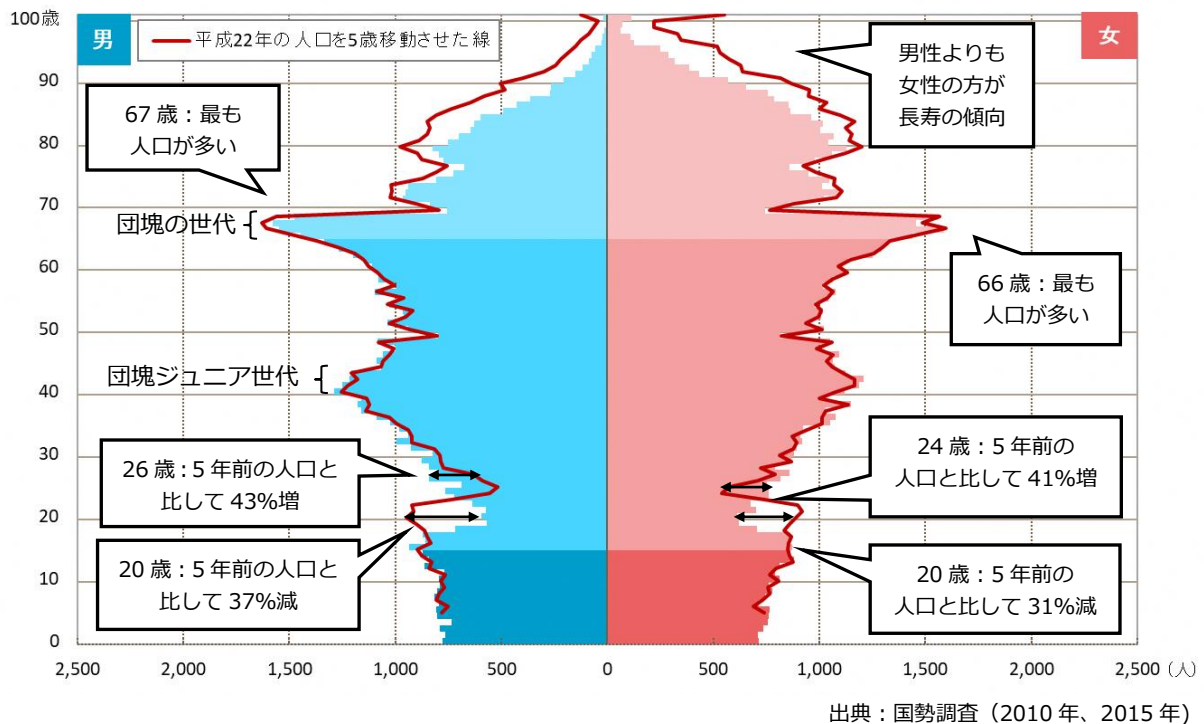 100歳
男
平成22年の人口を5歳移動させた線
女
男性よりも
女性の方が
長寿の傾向
90
67歳：最も
人口が多い
80
70
団塊の世代
60
66歳：最も
人口が多い
50
団塊ジュニア世代
40
30
26歳：5年前の人口と
比して43%増
24歳：5年前の
人口と比して41%増
20
20歳：5年前の人口と
比して37%減
20歳：5年前の
人口と比して31%減
10
0
2,500 2,000 1,500 1,000 500 0 500 1,000 1,500 2,000 2,500 (人)
出典：国勢調査（2010年、2015年）